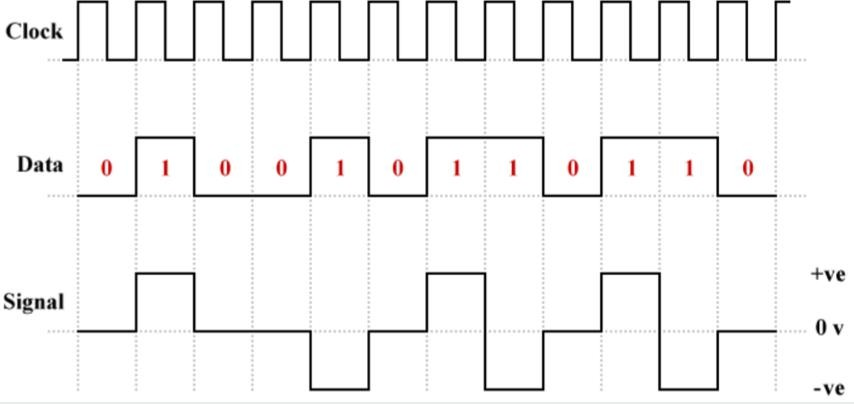 Clock
Data 0 1 0 0 1 0 1 1 0 1 1 0
+ve
Signal
0 v
-ve